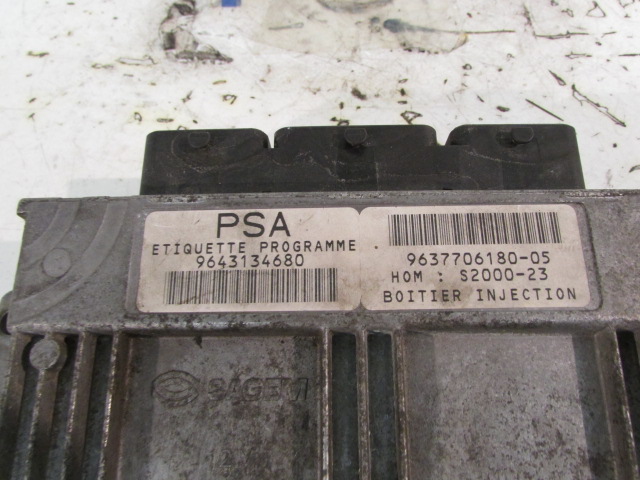 PSA
ETIQUETTE PROGRAMME
9643134680
9637706180-05
HOM : S2000-23
BOITIER INJECTION
SAGEM